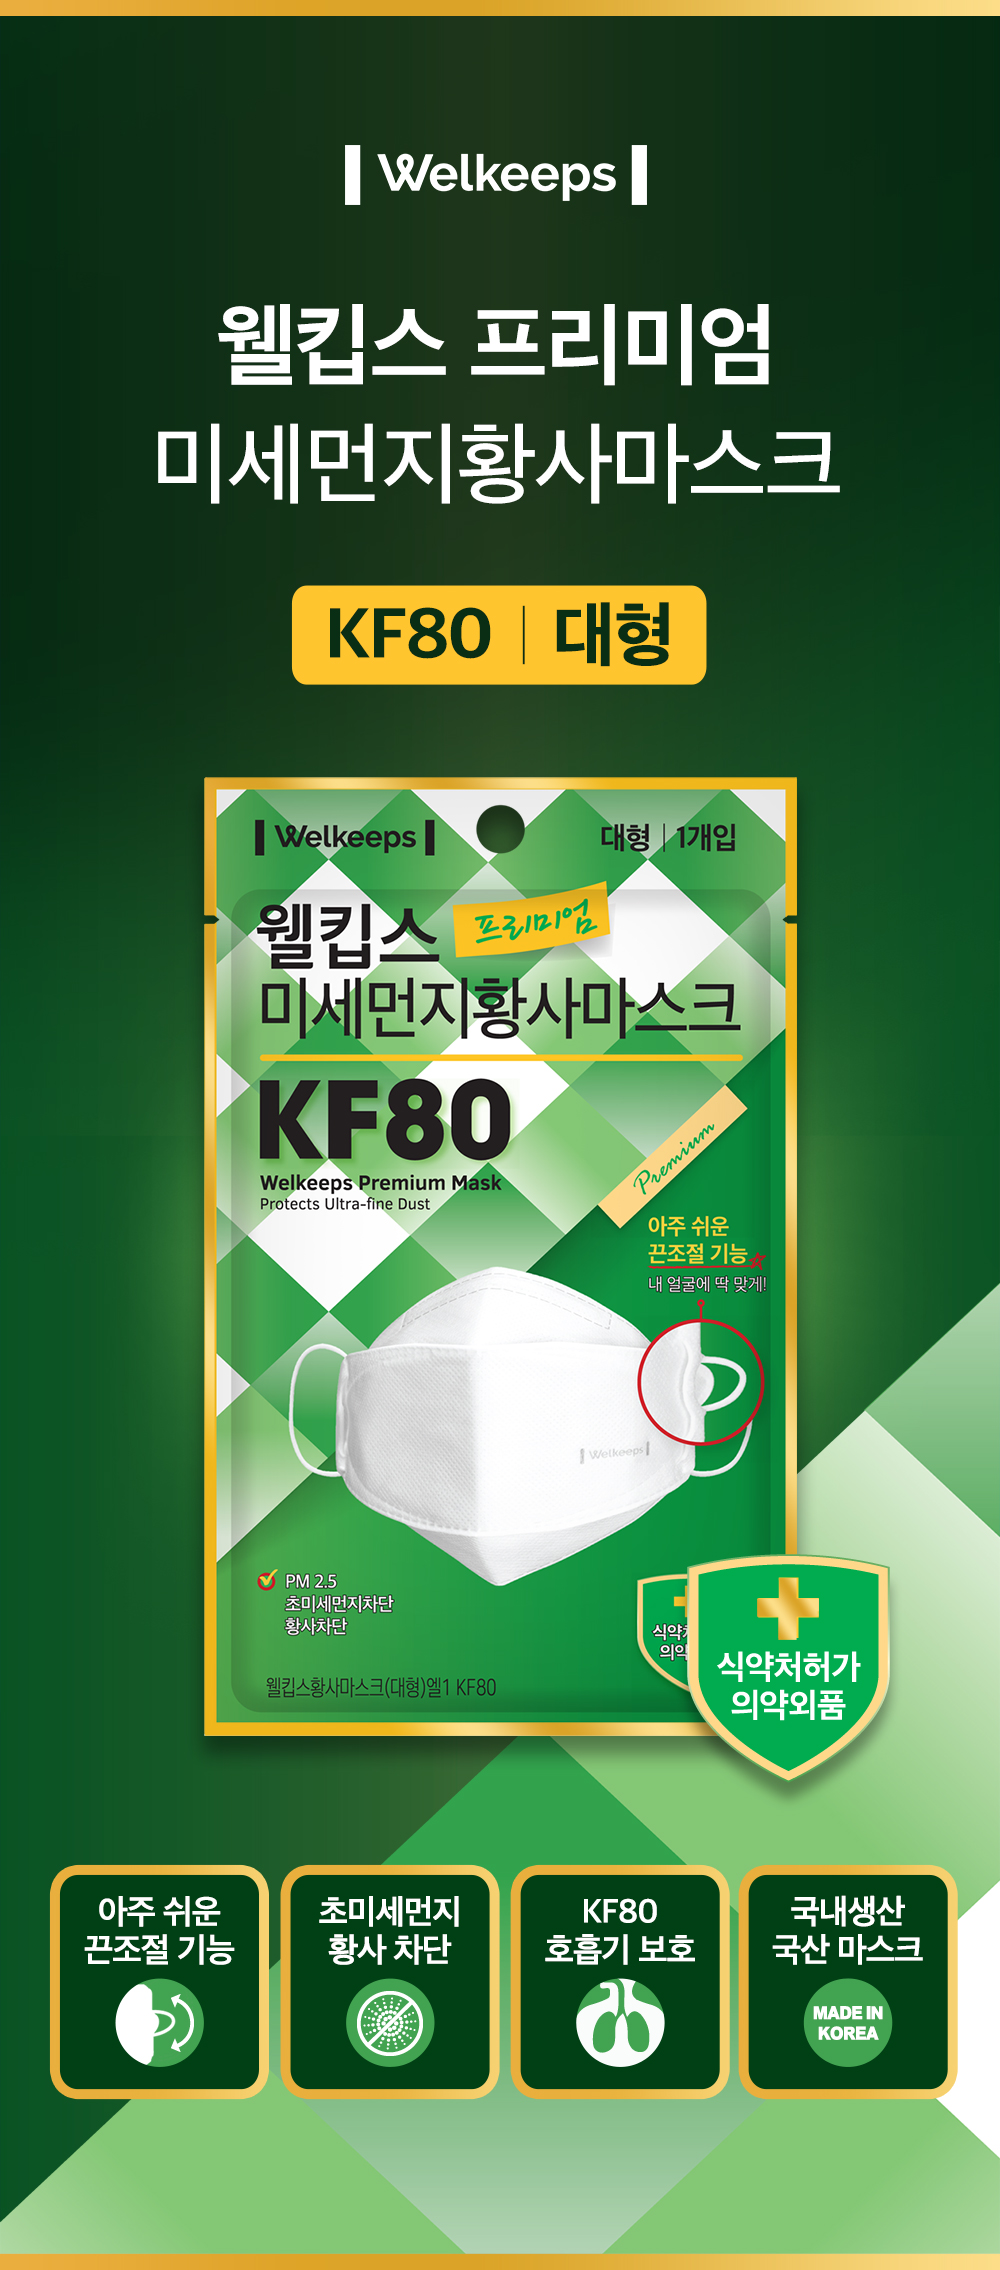 Welkeeps
웰킵스 프리미엄
미세먼지황사마스크
KF80 | 대형
Welkeeps
대형 | 1개입
웰킵스 프리미엄
미세먼지황사마스크
KF80
Welkeeps Premium Mask
Protects Ultra-fine Dust
Premium
아주 쉬운
끈조절 기능
내 얼굴에 딱 맞게!
Welkeeps
PM 2.5
초미세먼지차단
황사차단
웰킵스황사마스크(대형)엘1 KF80
식약처허가
의약외품
아주 쉬운
끈조절 기능
초미세먼지
황사 차단
KF80
호흡기 보호
국내생산
국산 마스크
MADE IN
KOREA